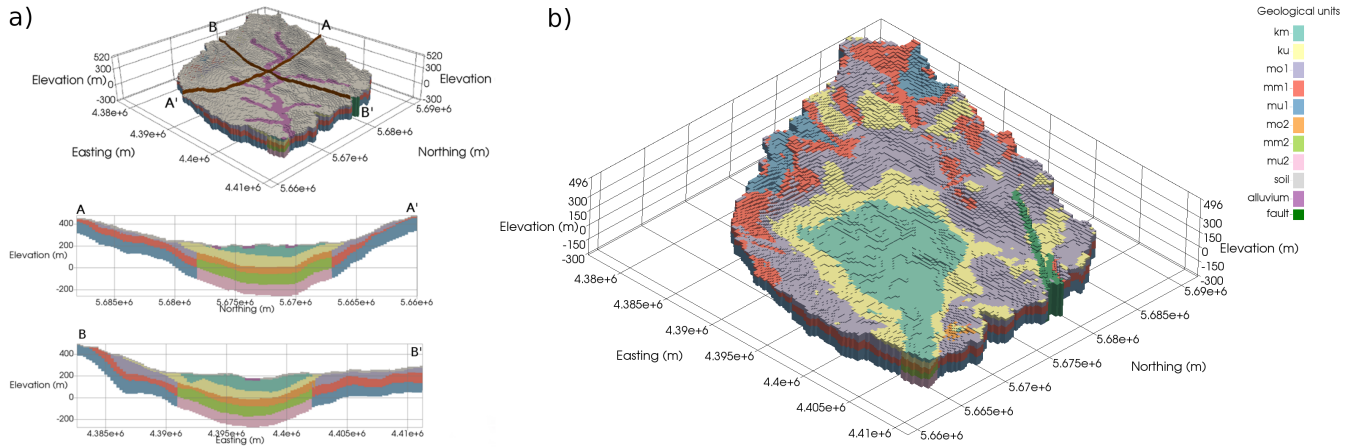 a)
B
A
520
300
0
-300
Elevation (m)
Elevation
520
300
0
-300
A'
B'
4.38e+6
4.39e+6
4.4e+6
4.41e+6
Easting (m)
5.69e+6
5.68e+6
5.67e+6
5.66e+6
Northing (m)
A
A'
400
200
0
-200
Elevation (m)
5.685e+6
5.68e+6
5.675e+6
5.67e+6
5.665e+6
5.66e+6
Northing (m)
B
B'
400
200
0
-200
Elevation (m)
4.385e+6
4.39e+6
4.395e+6
4.4e+6
4.405e+6
4.41e+6
Easting (m)
b)
496
300
150
0
-150
-300
Elevation (m)
4.38e+6
4.385e+6
4.39e+6
4.395e+6
4.4e+6
4.405e+6
4.41e+6
Easting (m)
496
300
150
0
-150
-300
Elevation (m)
5.69e+6
5.685e+6
5.68e+6
5.675e+6
5.67e+6
5.665e+6
5.66e+6
Northing (m)
Geological units
km
ku
mo1
mm1
mu1
mo2
mm2
mu2
soil
alluvium
fault